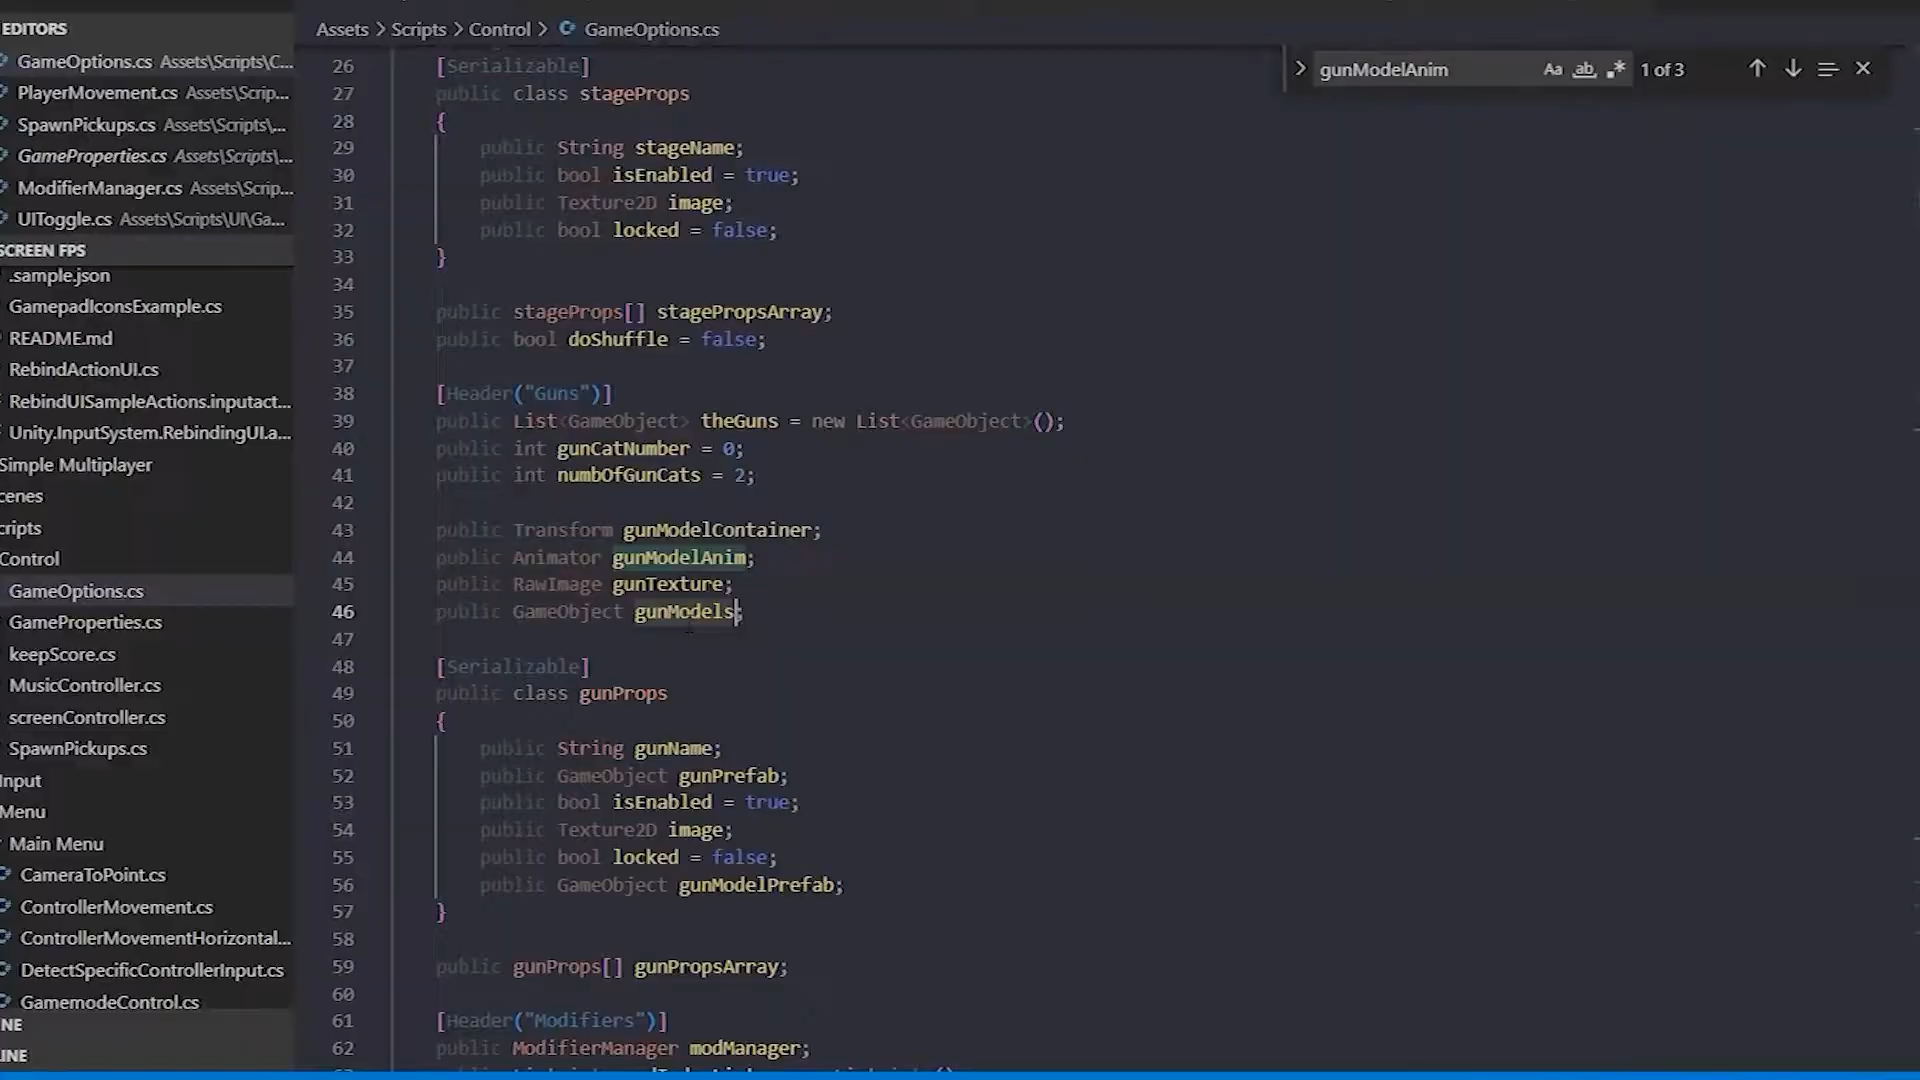 EDITORS
GameOptions.cs Assets\Scripts\C...
PlayerMovement.cs Assets\Scrip...
SpawnPickups.cs Assets\Scripts\...
GameProperties.cs Assets\Scripts\...
ModifierManager.cs Assets\Scrip...
UIToggle.cs Assets\Scripts\UI\Ga...
SCREEN FPS
.sample.json
GamepadIconsExample.cs
README.md
RebindActionUI.cs
RebindUISampleActions.inputact...
Unity.InputSystem.RebindingUI.a...
Simple Multiplayer
cenes
cripts
Control
GameOptions.cs
GameProperties.cs
keepScore.cs
MusicController.cs
screenController.cs
SpawnPickups.cs
Input
Menu
Main Menu
CameraToPoint.cs
ControllerMovement.cs
ControllerMovementHorizontal...
DetectSpecificControllerInput.cs
GamemodeControl.cs
NE
LINE
Assets > Scripts > Control > GameOptions.cs
gunModelAnim Aa ab 1 of 3
26 [Serializable]
27 public class stageProps
28 {
29 public String stageName;
30 public bool isEnabled = true;
31 public Texture2D image;
32 public bool locked = false;
33 }
34
35 public stageProps[] stagePropsArray;
36 public bool doShuffle = false;
37
38 [Header("Guns")]
39 public List<GameObject> theGuns = new List<GameObject>();
40 public int gunCatNumber = 0;
41 public int numbOfGunCats = 2;
42
43 public Transform gunModelContainer;
44 public Animator gunModelAnim;
45 public RawImage gunTexture;
46 public GameObject gunModels;
47
48 [Serializable]
49 public class gunProps
50 {
51 public String gunName;
52 public GameObject gunPrefab;
53 public bool isEnabled = true;
54 public Texture2D image;
55 public bool locked = false;
56 public GameObject gunModelPrefab;
57 }
58
59 public gunProps[] gunPropsArray;
60
61 [Header("Modifiers")]
62 public ModifierManager modManager;